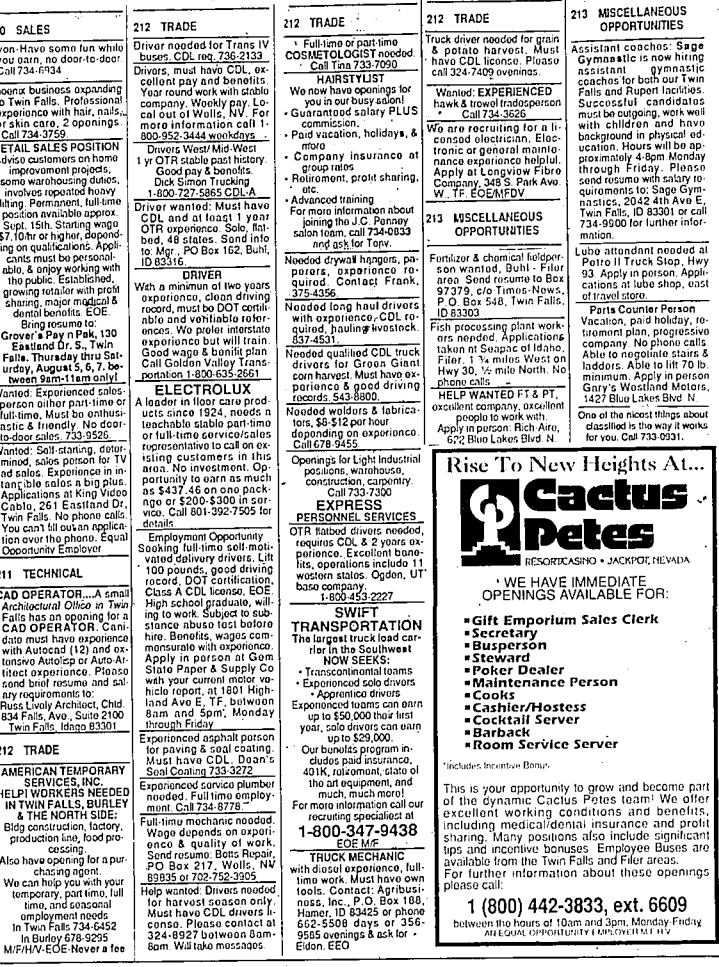 0 SALES
von-Have some fun while
you earn, no door-to-door.
Call 734-6934
oenix business expanding
o Twin Falls. Professional
xperience with hair, nails,
r skin care, 2 openings.
Call 734-3759.
ETAIL SALES POSITION
dvise customers on home
improvement projects,
some warehousing duties,
involves repeated heavy
lifting. Permanent, full-time
position available approx.
Sept. 15th. Starting wage
$7.10/hr or higher, depend-
ing on qualifications. Appli-
cants must be personal-
able, & enjoy working with
the public. Established,
growing retailer with profit
sharing, major medical &
dental benefits. EOE.
Bring resume to:
Grover's Pay n Pak, 130
Eastland Dr. S., Twin
Falls. Thursday thru Sat-
urday, August 5, 6, 7. be-
tween 9am-11am only!
Wanted: Experienced sales-
person either part-time or
full-time. Must be enthusi-
astic & friendly. No door-
to-door sales. 733-9526.
Wanted: Self-starting, deter-
mined, sales person for TV
ad sales. Experience in in-
tangible sales a big plus.
Applications at King Video
Cable, 261 Eastland Dr,
Twin Falls. No phone calls.
You can't fill out an applica-
tion over the phone. Equal
Opportunity Employer
211 TECHNICAL
CAD OPERATOR....A small
Architectural Office in Twin
Falls has an opening for a
CAD OPERATOR. Cani-
date must have experience
with Autocad (12) and ex-
tensive Autolisp or Auto-Ar-
titect experience. Please
send brief resume and sal-
ary requirements to:
Russ Lively Architect, Chtd.
834 Falls, Ave., Suite 2100
Twin Falls, Idaho 83301
212 TRADE
AMERICAN TEMPORARY
SERVICES, INC.
HELP! WORKERS NEEDED
IN TWIN FALLS, BURLEY
& THE NORTH SIDE:
Bldg construction, factory,
production line, food pro-
cessing.
Also have opening for a pur-
chasing agent.
We can help you with your
temporary, part time, full
time, and seasonal
employment needs
In Twin Falls 734-6452
In Burley 678-9295
M/F/H/V-EOE-Never a fee
212 TRADE
Driver needed for Trans IV
buses. CDL req. 736-2133
Drivers, must have CDL, ex-
cellent pay and benefits.
Year round work with stable
company. Weekly pay. Lo-
cal out of Wells, NV. For
more information call 1-
800-652-3444 weekdays
Drivers West/ Mid-West
1 yr OTR stable past history.
Good pay & benefits.
Dick Simon Trucking
1-800-727-5865 CDL-A
Driver wanted: Must have
CDL and at least 1 year
OTR experience. Solo, flat-
bed, 48 states. Send info
to: Mgr., PO Box 162, Buhl,
ID 83316.
DRIVER
With a minimun of two years
experience, clean driving
record, must be DOT certifi-
able and verifiable refer-
ences. We prefer interstate
experience but will train.
Good wage & benifit plan
Call Golden Valley Trans-
portation 1-800-635-2661
ELECTROLUX
A leader in floor care prod-
ucts since 1924, needs a
teachable stable part-time
or full-time service/sales
representative to call on ex-
isting customers in this
area. No investment. Op-
portunity to earn as much
as $437.46 on one pack-
age or $200-$300 in ser-
vice. Call 801-392-7505 for
details
Employment Opportunity
Seeking full-time self-moti-
vated delivery drivers. Lift
100 pounds, good driving
record, DOT certification,
Class A CDL license, EOE.
High school graduate, will-
ing to work. Subject to sub-
stance abuse test before
hire. Benefits, wages com-
mensurate with experience.
Apply in person at Gem
State Paper & Supply Co
with your current motor ve-
hicle report, at 1801 High-
land Ave E, TF, between
8am and 5pm, Monday
through Friday
Experienced asphalt person
for paving & seal coating.
Must have CDL. Dean's
Seal Coating 733-3272
Experienced service plumber
needed. Full time employ-
ment. Call 734-8778.
Full-time mechanic needed.
Wage depends on experi-
ence & quality of work.
Send resume: Botts Repair,
PO Box 217, Wells, NV
89835 or 702-752-3905
Help wanted: Drivers needed
for harvest season only.
Must have CDL drivers li-
cense. Please contact at
324-8927 between 8am-
8pm. Will take messages.
212 TRADE
Full-time or part-time
COSMETOLOGIST needed.
Call Tina 733-7090
HAIRSTYLIST
We now have openings for
you in our busy salon!
• Guaranteed salary PLUS
commission.
• Paid vacation, holidays, &
more
• Company insurance at
group rates
• Retirement, profit sharing,
etc.
• Advanced training
For more information about
joining the J.C. Penney
salon team, call 734-0833
and ask for Tony.
Needed drywall hangers, ta-
perers, experience re-
quired. Contact Frank,
375-4356.
Needed long haul drivers
with experience, CDL re-
quired, hauling livestock.
837-4531.
Needed qualified CDL truck
drivers for Green Giant
corn harvest. Must have ex-
perience & good driving
records. 543-8800.
Needed welders & fabrica-
tors, $8-$12 per hour
depending on experience.
Call 678-9455.
Openings for Light Industrial
positions, warehouse,
construction, carpentry.
Call 733-7300
EXPRESS
PERSONNEL SERVICES
OTR flatbed drivers needed,
requires CDL & 2 years ex-
perience. Excellent bene-
fits, operations include 11
western states. Ogden, UT
base company.
1-800-453-2227
SWIFT
TRANSPORTATION
The largest truck load car-
rier in the Southwest
NOW SEEKS:
• Transcontinental teams
• Experienced solo drivers
• Apprentice drivers
Experienced teams can earn
up to $50,000 their first
year, solo drivers can earn
up to $29,000.
Our benefits program in-
cludes paid insurance,
401K, retirement, state of
the art equipment, and
much, much more!
For more information call our
recruiting specialist at
1-800-347-9438
EOE M/F
TRUCK MECHANIC
with diesel experience, full-
time work. Must have own
tools. Contact: Agribusi-
ness, Inc., P.O. Box 188,
Hamer, ID 83425 or phone
662-5508 days or 356-
9585 evenings & ask for
Eldon. EEO
212 TRADE
Truck driver needed for grain
& potato harvest. Must
have CDL license. Please
call 324-7409 evenings.
Wanted: EXPERIENCED
hawk & trowel tradesperson
Call 734-3626
We are recruiting for a li-
censed electrician. Elec-
tronic or general mainte-
nance experience helpful.
Apply at Longview Fibre
Company, 348 S. Park Ave.
W., TF. EOE/MFDV.
213 MISCELLANEOUS
OPPORTUNITIES
Fertilizer & chemical fieldper-
son wanted, Buhl - Filer
area Send resume to Box
97379, c/o Times-News,
P.O. Box 548, Twin Falls,
ID 83303
Fish processing plant work-
ers needed. Applications
taken at Seapac of Idaho,
Filer. 1 ¾ miles West on
Hwy 30, ½ mile North. No
phone calls
HELP WANTED FT & PT,
excellent company, excellent
people to work with.
Apply in person: Rich-Aire,
672 Blue Lakes Blvd. N.
213 MISCELLANEOUS
OPPORTUNITIES
Assistant coaches: Sage
Gymnastic is now hiring
assistant gymnastic
coaches for both our Twin
Falls and Rupert facilities.
Successful candidates
must be outgoing, work well
with children and have
background in physical ed-
ucation. Hours will be ap-
proximately 4-8pm Monday
through Friday. Please
send resume with salary re-
quirements to: Sage Gym-
nastics, 2042 4th Ave E,
Twin Falls, ID 83301 or call
734-9900 for further infor-
mation.
Lube attendant needed at
Petro II Truck Stop, Hwy
93. Apply in person. Appli-
cations at lube shop, east
of travel store.
Parts Counter Person
Vacation, paid holiday, re-
tirement plan, progressive
company. No phone calls.
Able to negotiate stairs &
ladders. Able to lift 70 lb.
minimum. Apply in person
Gary's Westland Motors,
1427 Blue Lakes Blvd N.
One of the nicest things about
classified is the way it works
for you. Call 733-0931.
Rise To New Heights At...
Cactus
Petes
RESORT CASINO • JACKPOT, NEVADA
WE HAVE IMMEDIATE
OPENINGS AVAILABLE FOR:
Gift Emporium Sales Clerk
Secretary
Busperson
Steward
Poker Dealer
Maintenance Person
Cooks
Cashier/Hostess
Cocktail Server
Barback
Room Service Server
*Includes Incentive Bonus.
This is your opportunity to grow and become part
of the dynamic Cactus Petes team! We offer
excellent working conditions and benefits,
including medical/dental insurance and profit
sharing. Many positions also include significant
tips and incentive bonuses Employee Buses are
available from the Twin Falls and Filer areas.
For further information about these openings
please call:
1 (800) 442-3833, ext. 6609
between the hours of 10am and 3pm, Monday-Friday
AN EQUAL OPPORTUNITY EMPLOYER M F H V